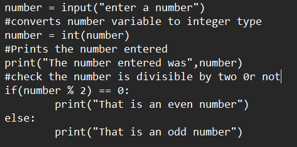 number = input("enter a number")
#converts number variable to integer type
number = int(number)
#Prints the number entered
print("The number entered was",number)
#check the number is divisible by two 0r not
if(number % 2) == 0:
        print("That is an even number")
else:
        print("That is an odd number")